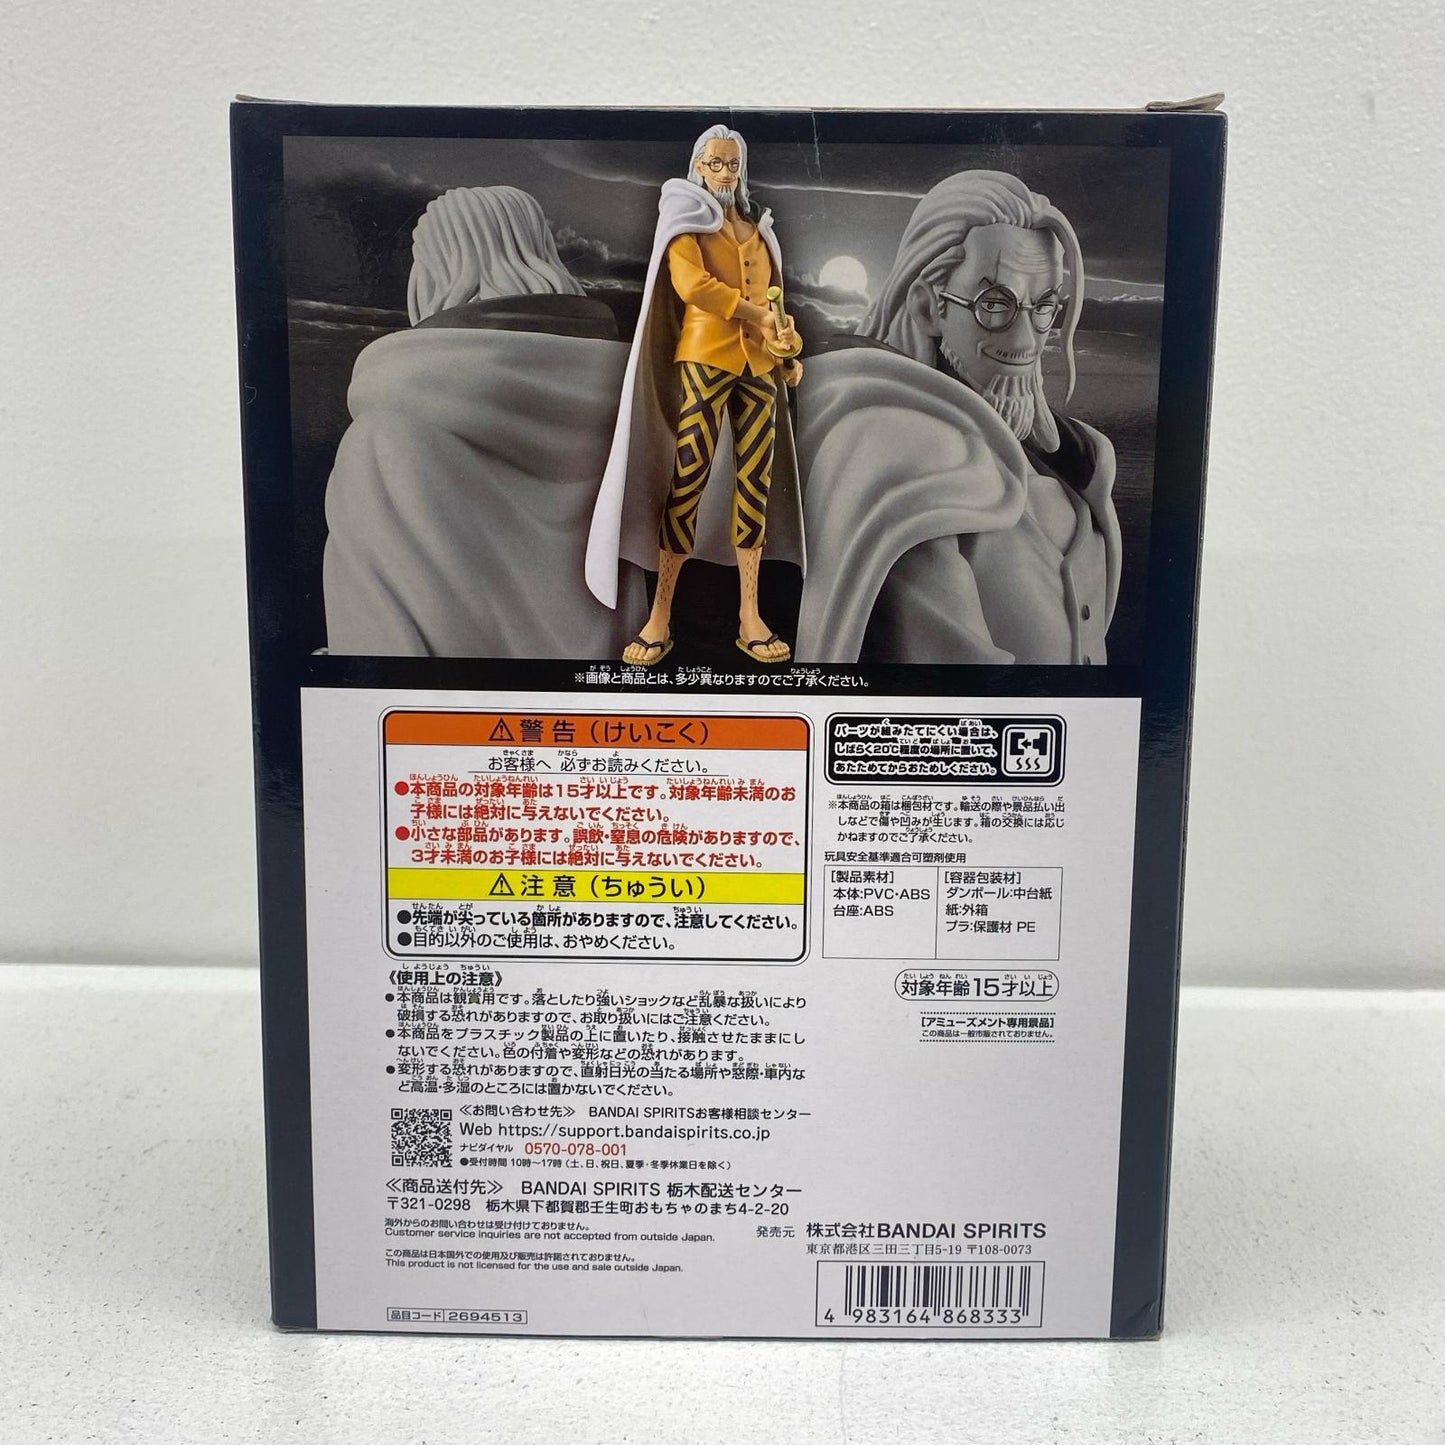 ※画像と商品とは、多少異なりますのでご了承ください。
⚠警告（けいこく）
お客様へ 必ずお読みください。
●本商品の対象年齢は15才以上です。対象年齢未満のお
子様には絶対に与えないでください。
●小さな部品があります。誤飲・窒息の危険がありますので、
3才未満のお子様には絶対に与えないでください。
⚠注意（ちゅうい）
●先端が尖っている箇所がありますので、注意してください。
●目的以外のご使用は、おやめください。
パーツが組みたてにくい場合は、
しばらく20℃程度の場所に置いて、
あたためてからおためしください。
※本商品の箱は梱包材です。輸送の際や景品払い出
しなどで傷や凹みが生じます。箱の交換には応じ
かねますのでご了承ください。
玩具安全基準適合可塑剤使用
[製品素材]
本体:PVC・ABS
台座:ABS
[容器包装材]
ダンボール:中台紙
紙:外箱
プラ:保護材 PE
対象年齢15才以上
[アミューズメント専用景品]
この商品は一般市販されておりません。
《使用上の注意》
●本商品は観賞用です。落としたり強いショックなど乱暴な扱いにより
破損する恐れがありますので、お取り扱いにはご注意ください。
●本商品をプラスチック製品の上に置いたり、接触させたままにし
ないでください。色の付着や変形などの恐れがあります。
●変形する恐れがありますので、直射日光の当たる場所や窓際・車内な
ど高温・多湿のところには置かないでください。
≪お問い合わせ先≫ BANDAI SPIRITSお客様相談センター
Web https://support.bandaispirits.co.jp
ナビダイヤル 0570-078-001
●受付時間 10時～17時（土、日、祝日、夏季・冬季休業日を除く）
≪商品送付先≫ BANDAI SPIRITS 栃木配送センター
〒321-0298 栃木県下都賀郡壬生町おもちゃのまち4-2-20
海外からのお問い合わせは受け付けておりません。
Customer service inquiries are not accepted from outside Japan.
この商品は日本国外での使用及び販売は許諾されておりません。
This product is not licensed for the use and sale outside Japan.
発売元 株式会社BANDAI SPIRITS
東京都港区三田三丁目5-19 〒108-0073
4 983164 868333
品目コード 2694513